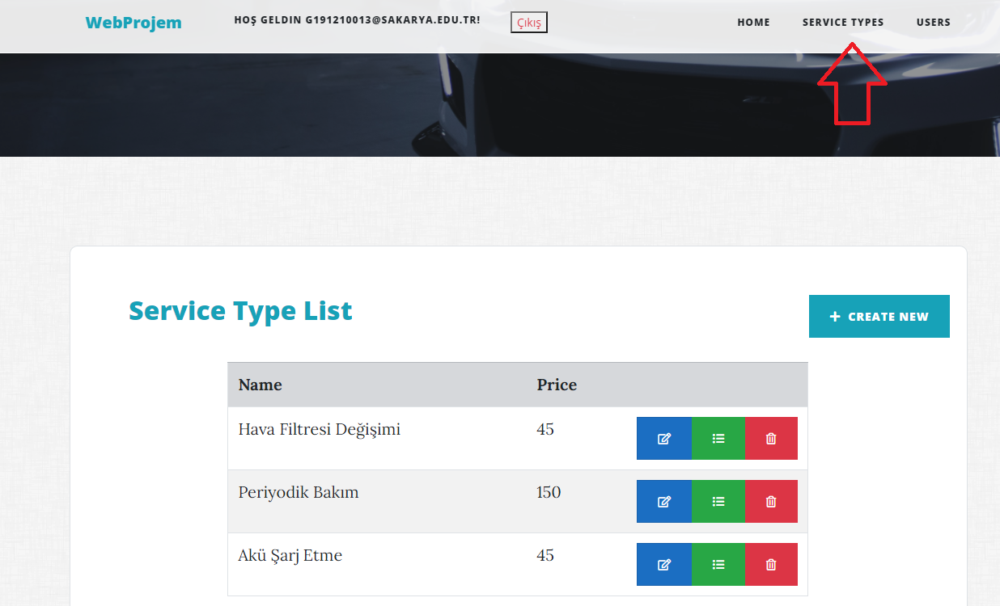 WebProjem HOŞ GELDIN G191210013@SAKARYA.EDU.TR! Çıkış HOME SERVICE TYPES USERS
Service Type List
+ CREATE NEW
Name Price
Hava Filtresi Değişimi 45
Periyodik Bakım 150
Akü Şarj Etme 45